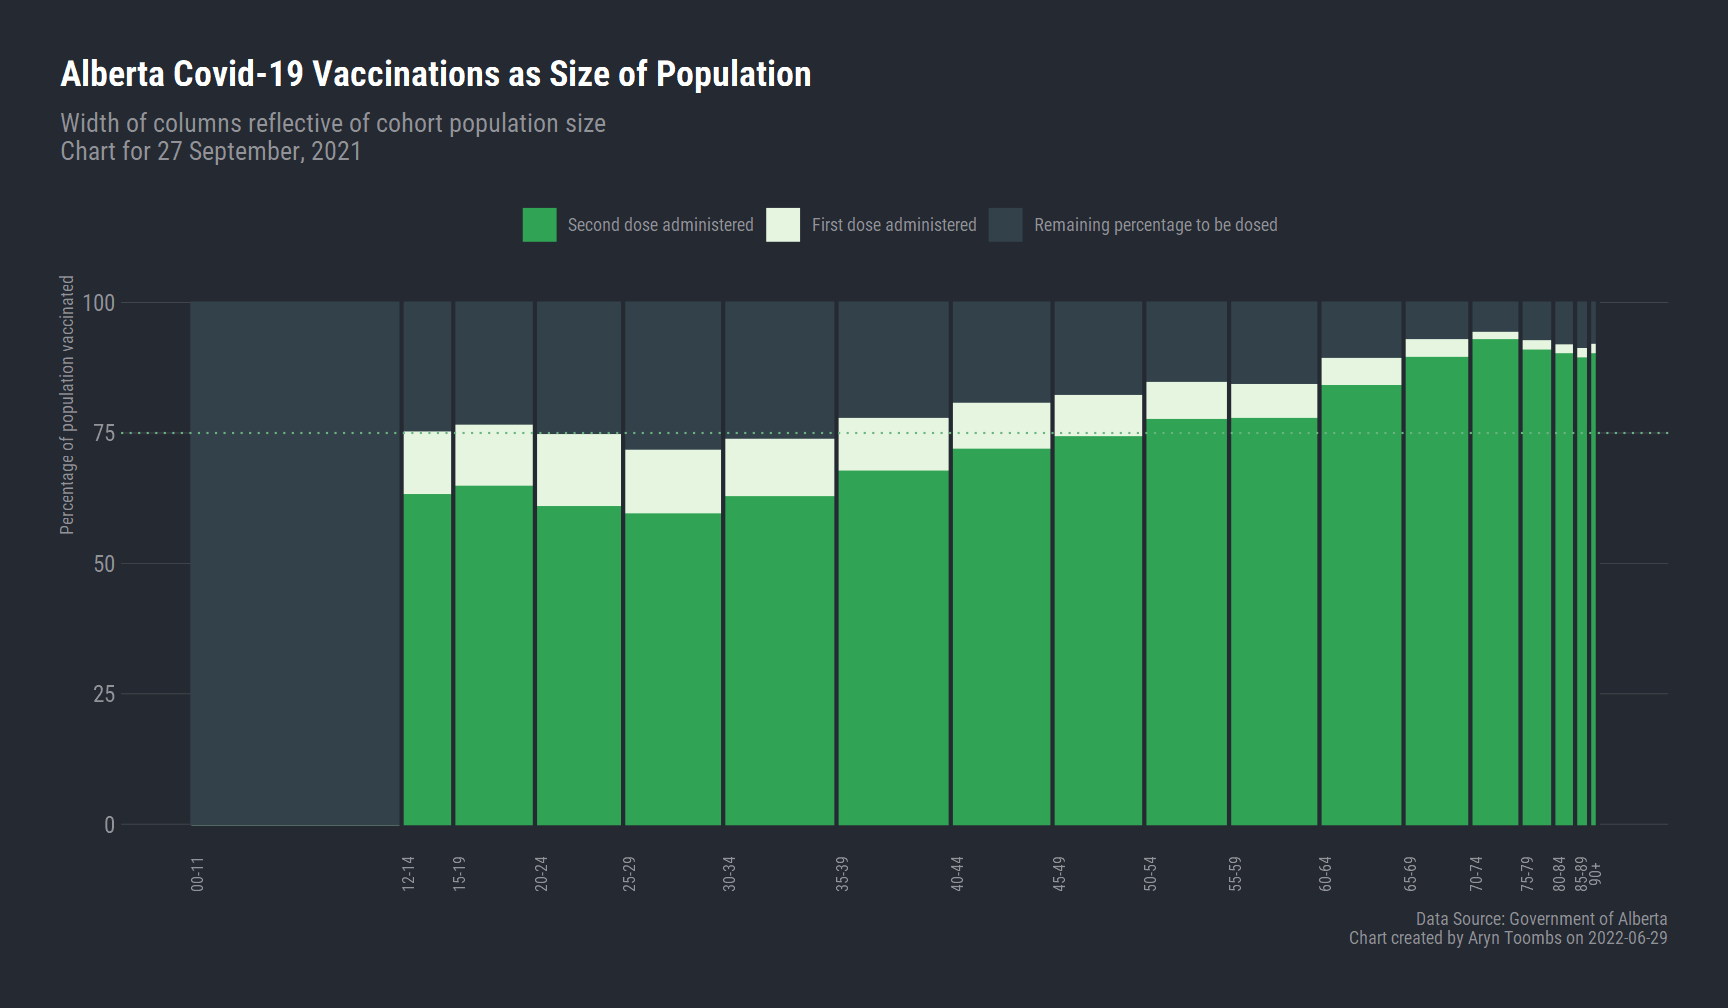 Alberta Covid-19 Vaccinations as Size of Population
Width of columns reflective of cohort population size
Chart for 27 September, 2021
Second dose administered
First dose administered
Remaining percentage to be dosed
Percentage of population vaccinated
100
75
50
25
0
00-11
12-14
15-19
20-24
25-29
30-34
35-39
40-44
45-49
50-54
55-59
60-64
65-69
70-74
75-79
80-84
85-89
90+
Data Source: Government of Alberta
Chart created by Aryn Toombs on 2022-06-29